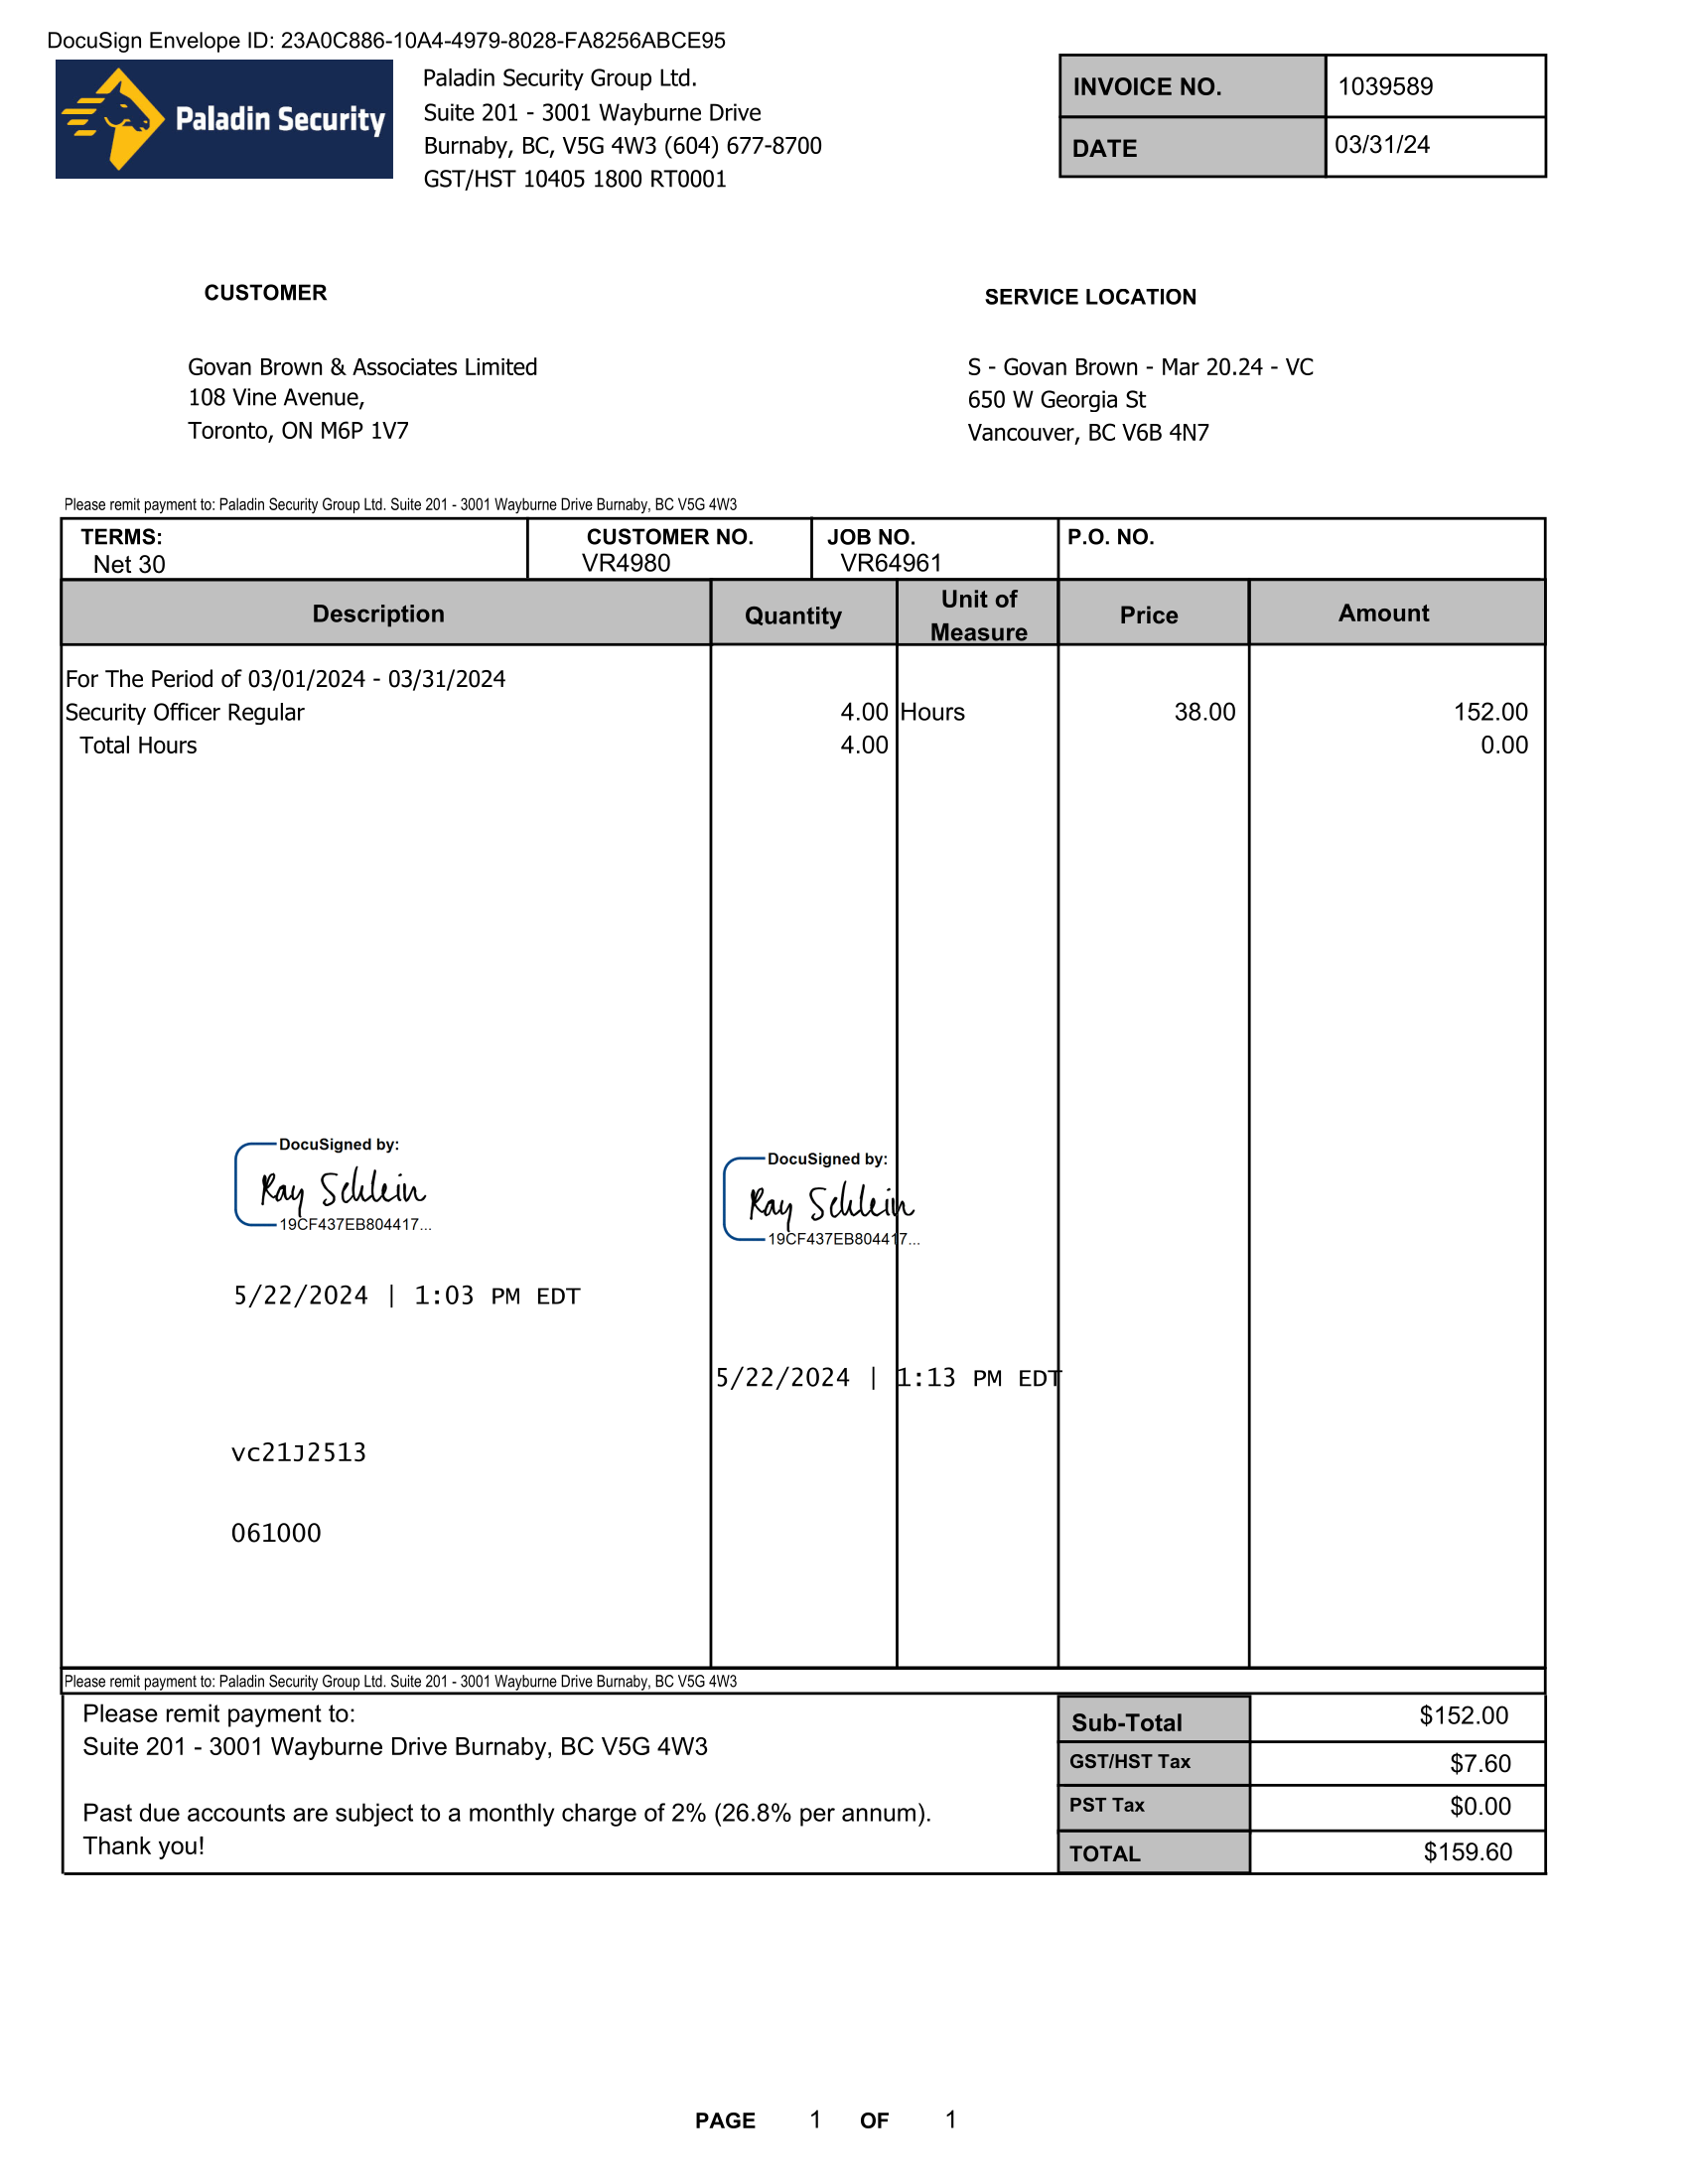 DocuSign Envelope ID: 23A0C886-10A4-4979-8028-FA8256ABCE95
Paladin Security
Paladin Security Group Ltd.
Suite 201 - 3001 Wayburne Drive
Burnaby, BC, V5G 4W3 (604) 677-8700
GST/HST 10405 1800 RT0001
INVOICE NO. 1039589
DATE 03/31/24
CUSTOMER
Govan Brown & Associates Limited
108 Vine Avenue,
Toronto, ON M6P 1V7
SERVICE LOCATION
S - Govan Brown - Mar 20.24 - VC
650 W Georgia St
Vancouver, BC V6B 4N7
Please remit payment to: Paladin Security Group Ltd. Suite 201 - 3001 Wayburne Drive Burnaby, BC V5G 4W3
TERMS: CUSTOMER NO. JOB NO. P.O. NO.
Net 30 VR4980 VR64961
Description Quantity Unit of Measure Price Amount
For The Period of 03/01/2024 - 03/31/2024
Security Officer Regular 4.00 Hours 38.00 152.00
Total Hours 4.00 0.00
DocuSigned by:
Ray Schlein
19CF437EB804417...
DocuSigned by:
Ray Schlein
19CF437EB804417...
5/22/2024 | 1:03 PM EDT
5/22/2024 | 1:13 PM EDT
vc21J2513
061000
Please remit payment to: Paladin Security Group Ltd. Suite 201 - 3001 Wayburne Drive Burnaby, BC V5G 4W3
Please remit payment to:
Suite 201 - 3001 Wayburne Drive Burnaby, BC V5G 4W3
Past due accounts are subject to a monthly charge of 2% (26.8% per annum).
Thank you!
Sub-Total $152.00
GST/HST Tax $7.60
PST Tax $0.00
TOTAL $159.60
PAGE 1 OF 1